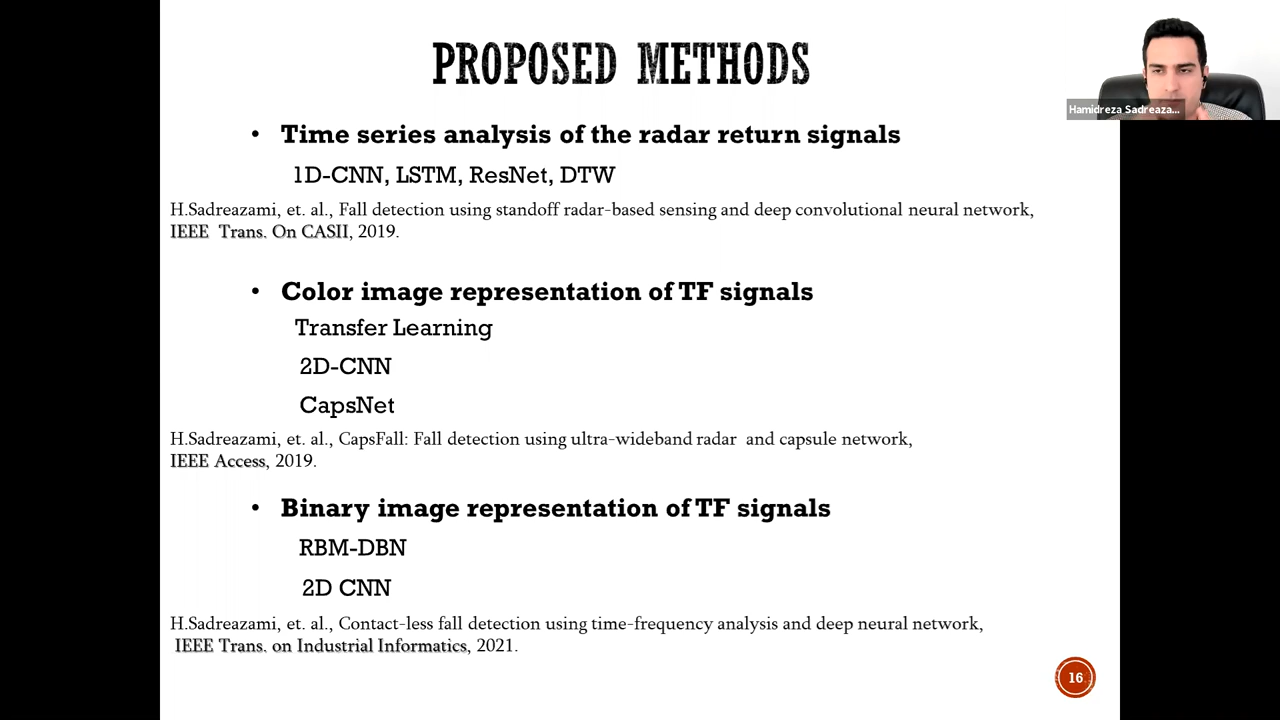 PROPOSED METHODS
Hamidreza Sadreaza...
• Time series analysis of the radar return signals
1D-CNN, LSTM, ResNet, DTW
H.Sadreazami, et. al., Fall detection using standoff radar-based sensing and deep convolutional neural network,
IEEE Trans. On CASII, 2019.
• Color image representation of TF signals
Transfer Learning
2D-CNN
CapsNet
H.Sadreazami, et. al., CapsFall: Fall detection using ultra-wideband radar and capsule network,
IEEE Access, 2019.
• Binary image representation of TF signals
RBM-DBN
2D CNN
H.Sadreazami, et. al., Contact-less fall detection using time-frequency analysis and deep neural network,
IEEE Trans. on Industrial Informatics, 2021.
16